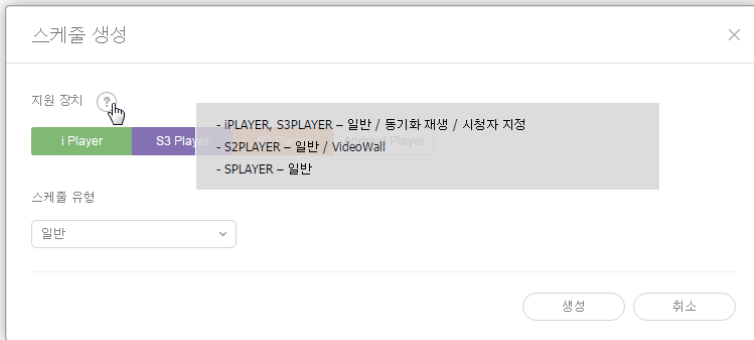 스케줄 생성
지원 장치 ?
- iPLAYER, S3PLAYER – 일반 / 동기화 재생 / 시청자 지정
i Player S3 Player Player
- S2PLAYER – 일반 / VideoWall
- SPLAYER – 일반
스케줄 유형
일반
생성 취소